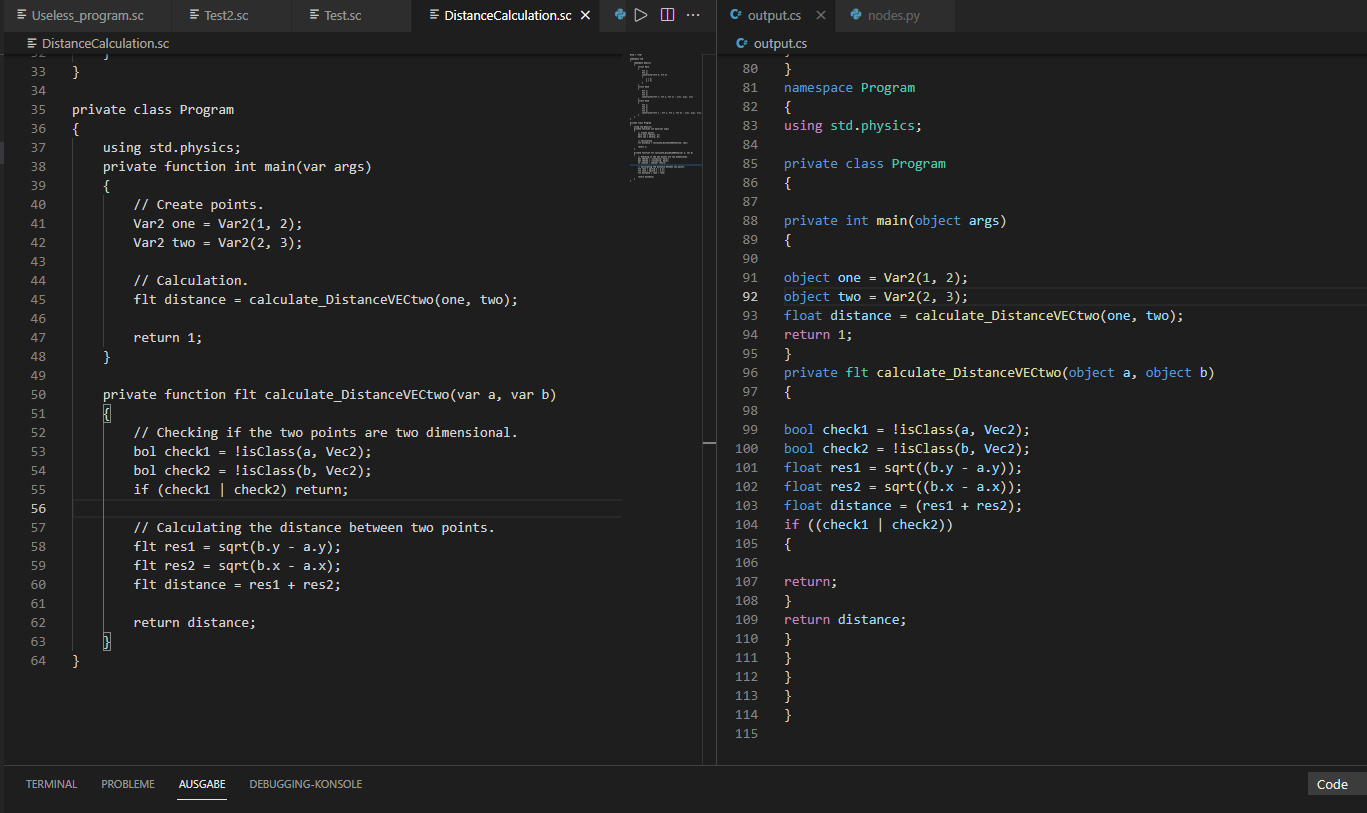 Useless_program.sc
Test2.sc
Test.sc
DistanceCalculation.sc
DistanceCalculation.sc
33 }
34
35 private class Program
36 {
37 using std.physics;
38 private function int main(var args)
39 {
40 // Create points.
41 Var2 one = Var2(1, 2);
42 Var2 two = Var2(2, 3);
43
44 // Calculation.
45 flt distance = calculate_DistanceVECtwo(one, two);
46
47 return 1;
48 }
49
50 private function flt calculate_DistanceVECtwo(var a, var b)
51 {
52 // Checking if the two points are two dimensional.
53 bol check1 = !isClass(a, Vec2);
54 bol check2 = !isClass(b, Vec2);
55 if (check1 | check2) return;
56
57 // Calculating the distance between two points.
58 flt res1 = sqrt(b.y - a.y);
59 flt res2 = sqrt(b.x - a.x);
60 flt distance = res1 + res2;
61
62 return distance;
63 }
64 }
output.cs
nodes.py
output.cs
80 }
81 namespace Program
82 {
83 using std.physics;
84
85 private class Program
86 {
87
88 private int main(object args)
89 {
90
91 object one = Var2(1, 2);
92 object two = Var2(2, 3);
93 float distance = calculate_DistanceVECtwo(one, two);
94 return 1;
95 }
96 private flt calculate_DistanceVECtwo(object a, object b)
97 {
98
99 bool check1 = !isClass(a, Vec2);
100 bool check2 = !isClass(b, Vec2);
101 float res1 = sqrt((b.y - a.y));
102 float res2 = sqrt((b.x - a.x));
103 float distance = (res1 + res2);
104 if ((check1 | check2))
105 {
106
107 return;
108 }
109 return distance;
110 }
111 }
112 }
113 }
114 }
115
TERMINAL
PROBLEME
AUSGABE
DEBUGGING-KONSOLE
Code